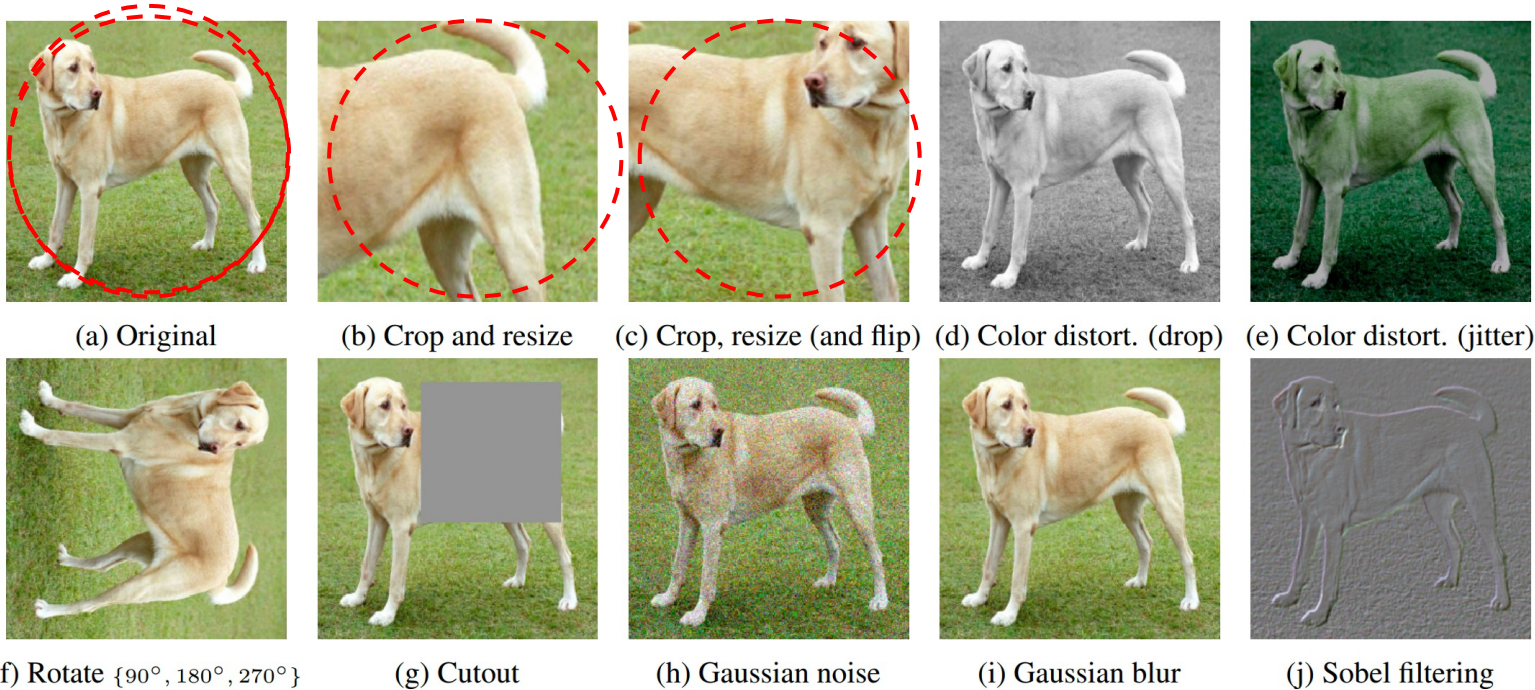 (a) Original
(b) Crop and resize
(c) Crop, resize (and flip)
(d) Color distort. (drop)
(e) Color distort. (jitter)
f) Rotate {90°, 180°, 270°}
(g) Cutout
(h) Gaussian noise
(i) Gaussian blur
(j) Sobel filtering